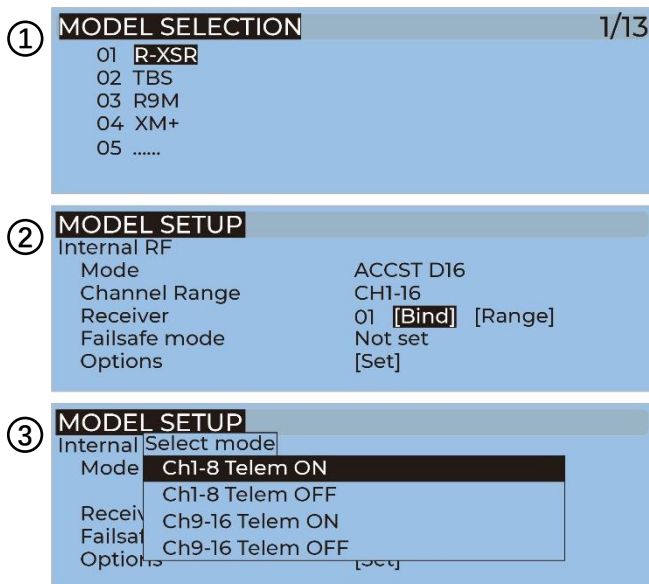 ①
MODEL SELECTION 1/13
01 R-XSR
02 TBS
03 R9M
04 XM+
05 ......
②
MODEL SETUP
Internal RF
Mode ACCST D16
Channel Range CH1-16
Receiver 01 [Bind] [Range]
Failsafe mode Not set
Options [Set]
③
MODEL SETUP
Internal Select mode
Mode Ch1-8 Telem ON
Ch1-8 Telem OFF
Receiv Ch9-16 Telem ON
Failsaf Ch9-16 Telem OFF
Options [Set]